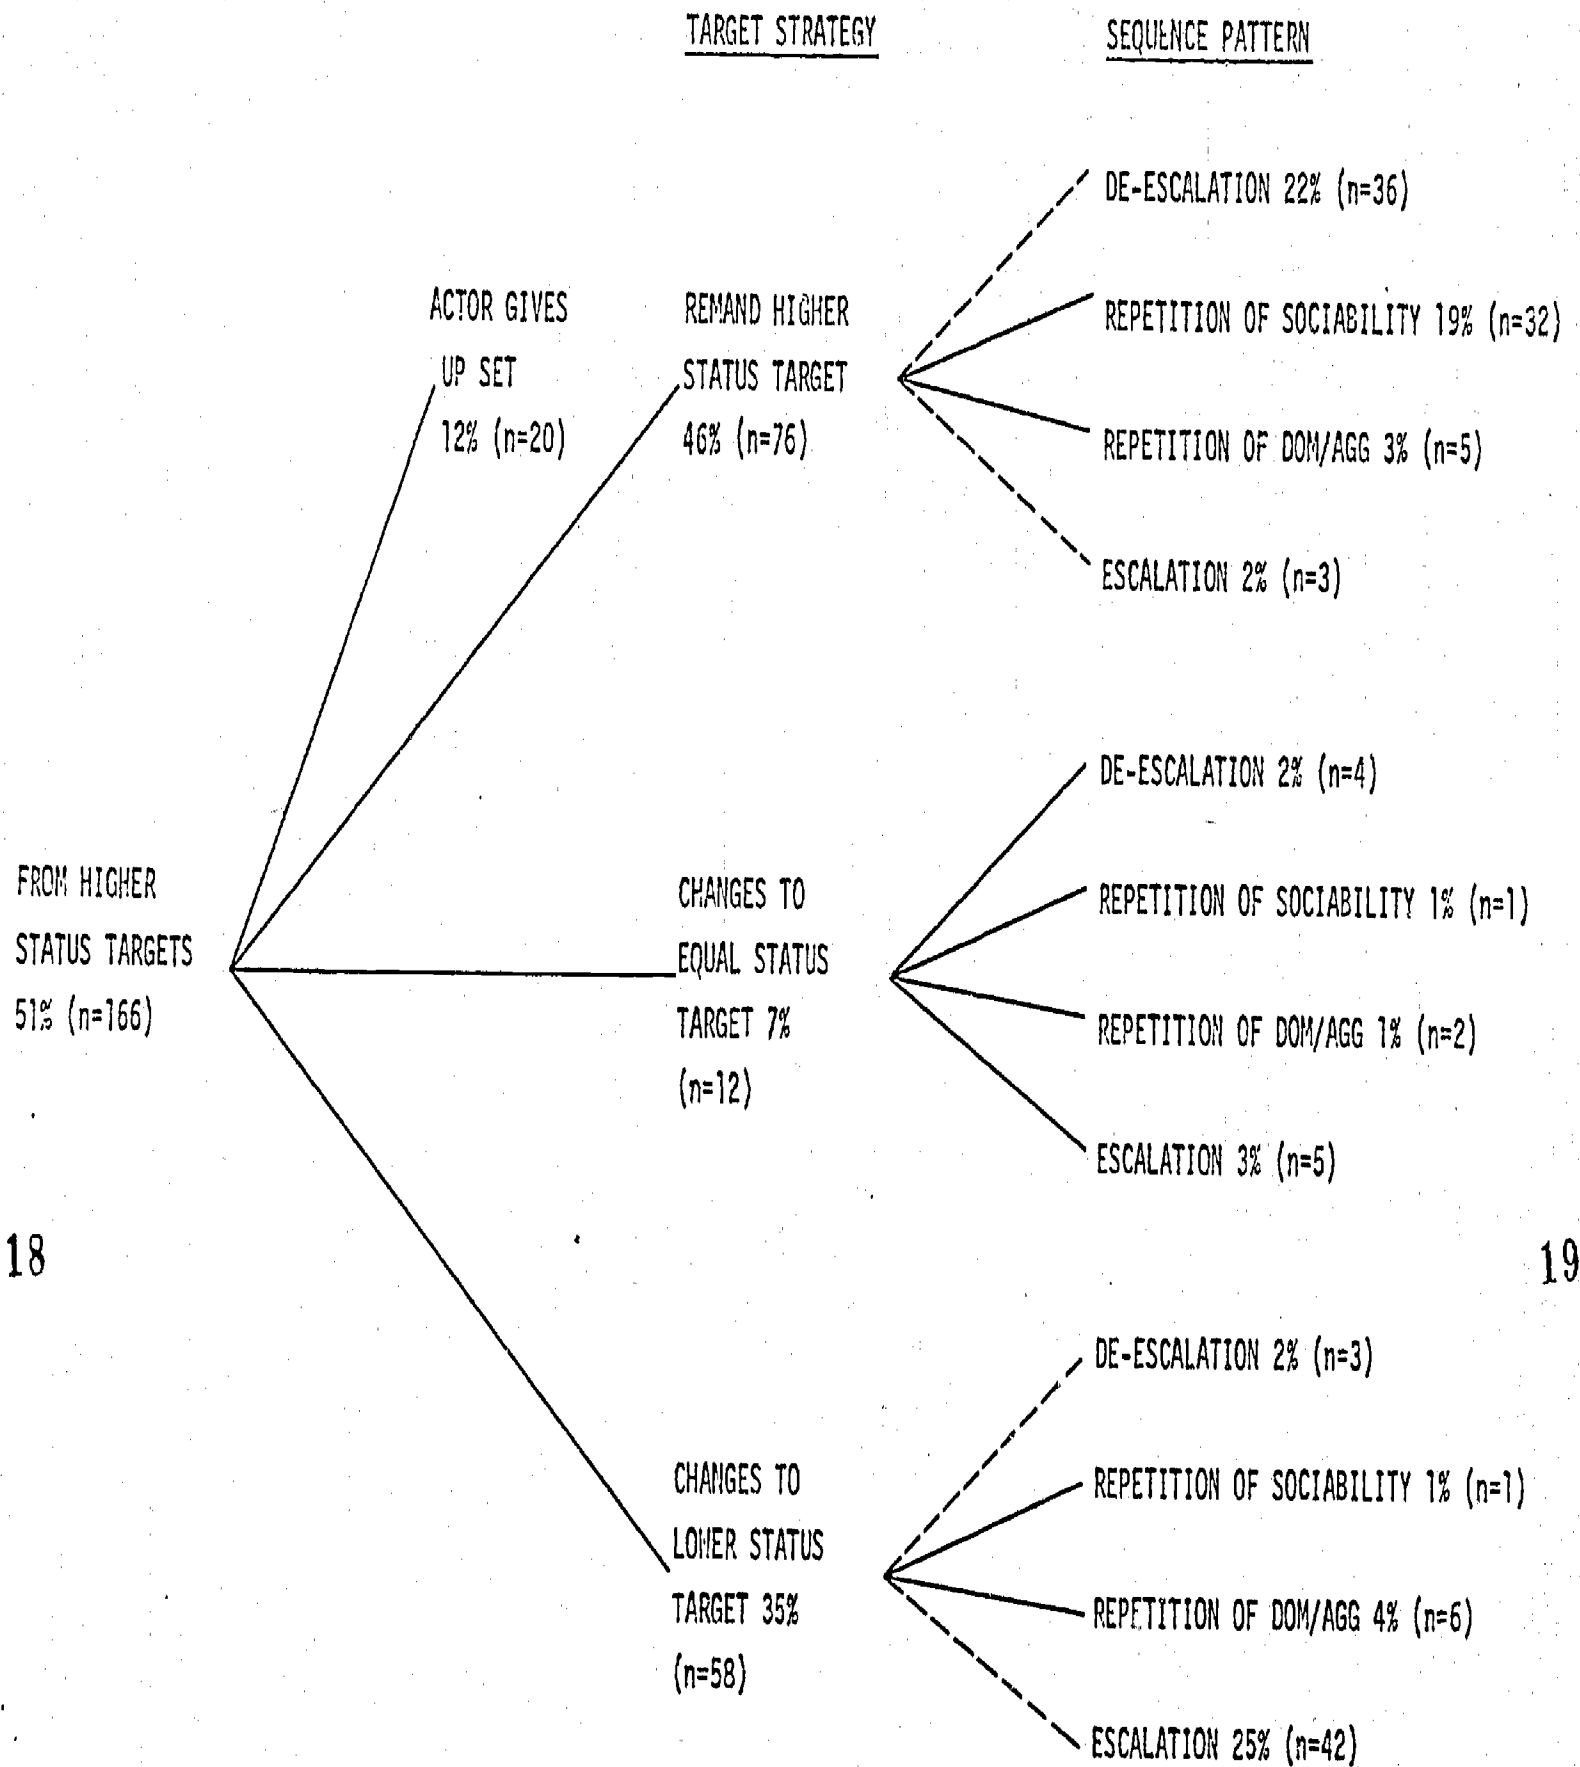 TARGET STRATEGY
SEQUENCE PATTERN
ACTOR GIVES
UP SET
12% (n=20)
REMAND HIGHER
STATUS TARGET
46% (n=76)
DE-ESCALATION 22% (n=36)
REPETITION OF SOCIABILITY 19% (n=32)
REPETITION OF DOM/AGG 3% (n=5)
ESCALATION 2% (n=3)
FROM HIGHER
STATUS TARGETS
51% (n=166)
CHANGES TO
EQUAL STATUS
TARGET 7%
(n=12)
DE-ESCALATION 2% (n=4)
REPETITION OF SOCIABILITY 1% (n=1)
REPETITION OF DOM/AGG 1% (n=2)
ESCALATION 3% (n=5)
18
19
CHANGES TO
LOWER STATUS
TARGET 35%
(n=58)
DE-ESCALATION 2% (n=3)
REPETITION OF SOCIABILITY 1% (n=1)
REPETITION OF DOM/AGG 4% (n=6)
ESCALATION 25% (n=42)